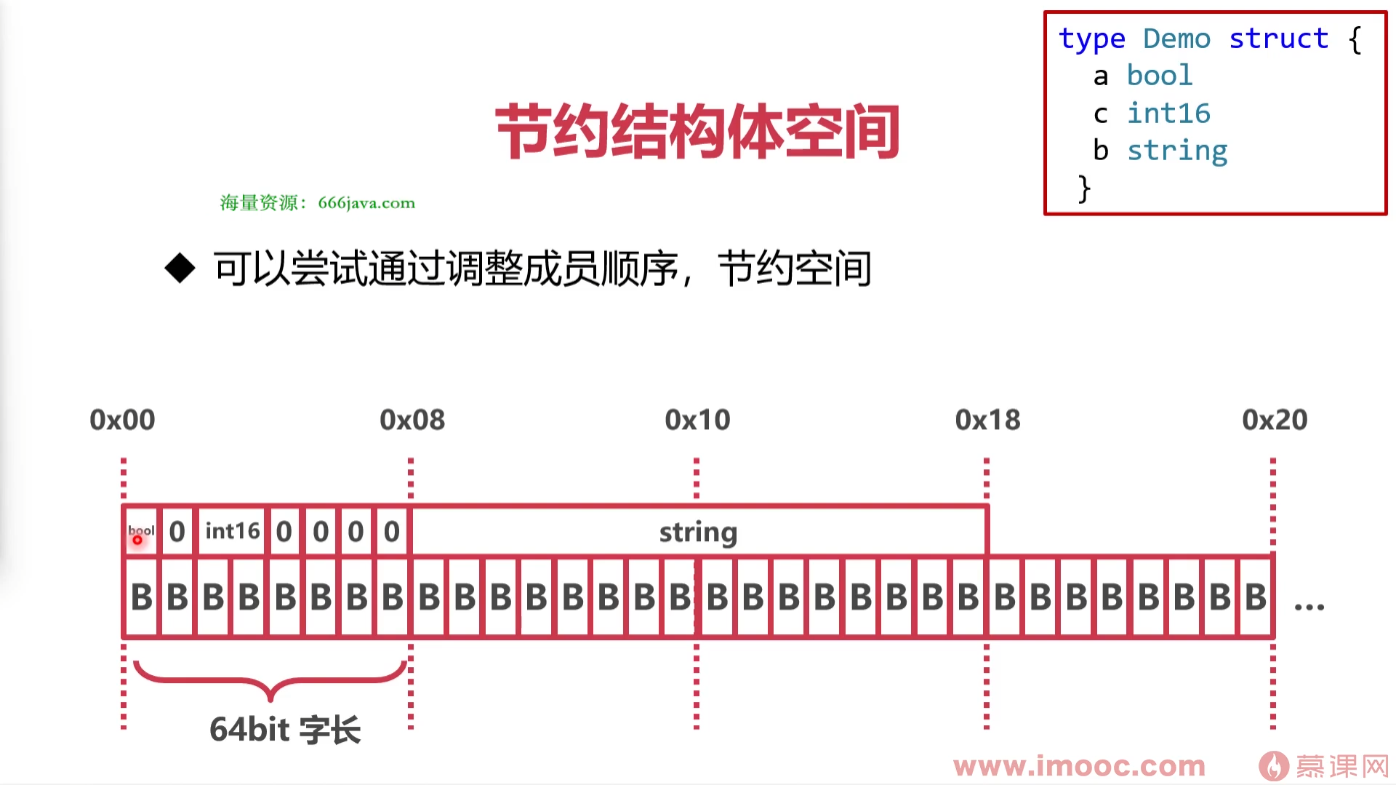 type Demo struct {
a bool
c int16
b string
}
节约结构体空间
海量资源：666java.com
◆ 可以尝试通过调整成员顺序，节约空间
0x00 0x08 0x10 0x18 0x20
bool 0 int16 0 0 0 0 string
B B B B B B B B B B B B B B B B B B B B B B B B B B B B B B B B ...
64bit 字长
www.imooc.com 慕课网